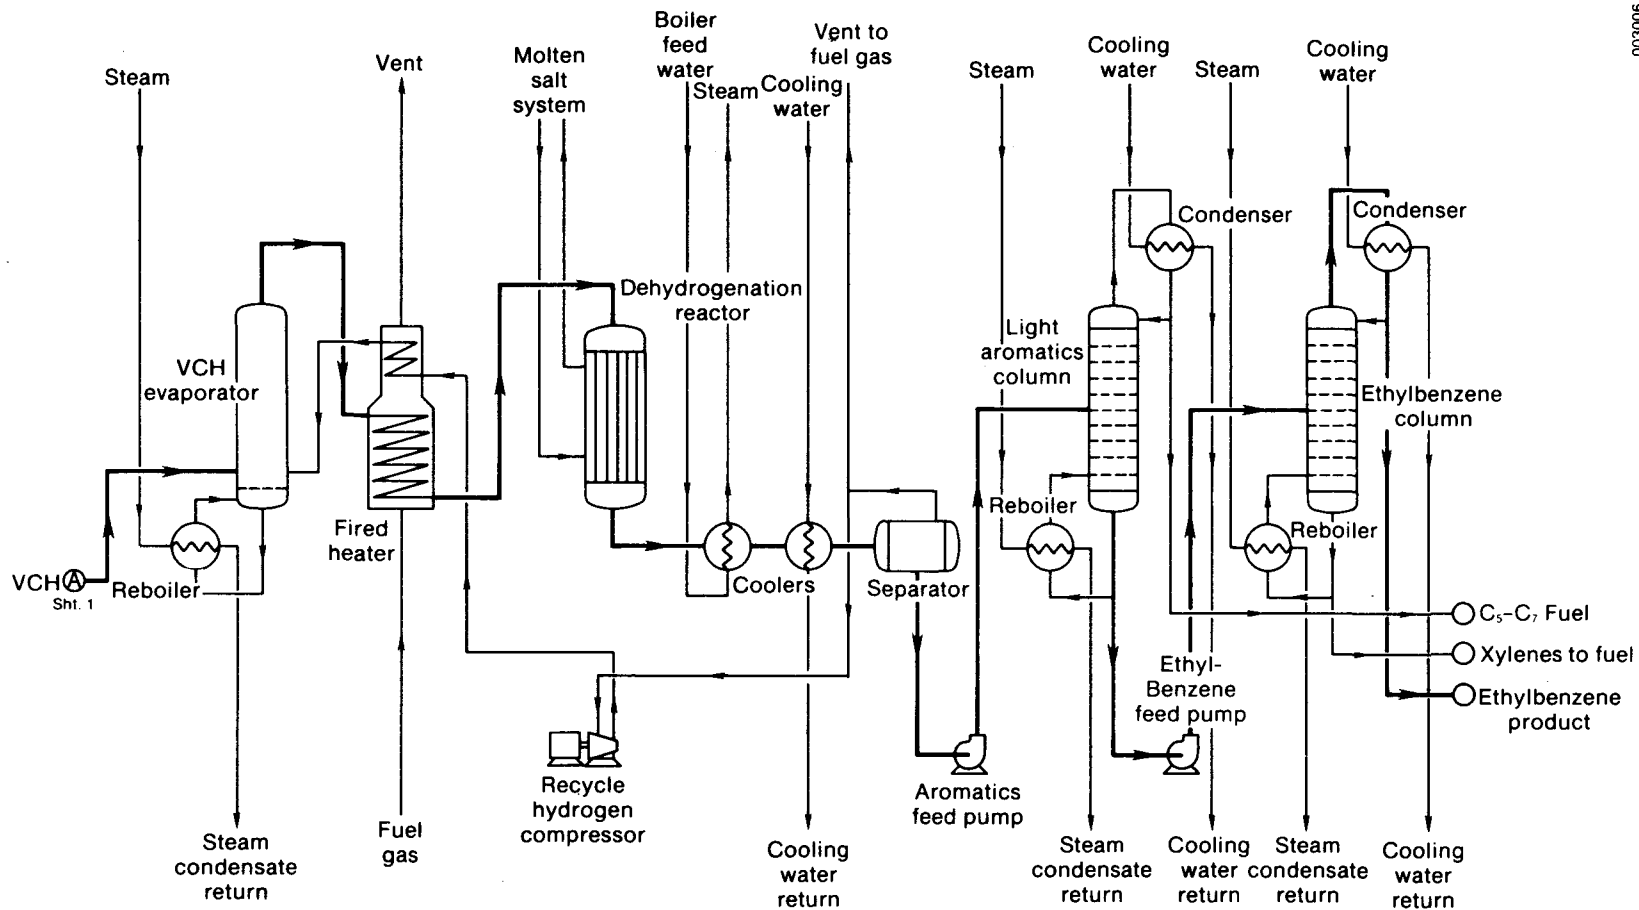 003006
Steam
Vent
Molten
salt
system
Boiler
feed
water
Steam
Cooling
water
Vent to
fuel gas
Steam
Cooling
water
Steam
Cooling
water
Condenser
Condenser
Dehydrogenation
reactor
Light
aromatics
column
VCH
evaporator
Ethylbenzene
column
Reboiler
Reboiler
Fired
heater
VCH A
Sht. 1
Reboiler
Coolers
Separator
C₅-C₇ Fuel
Xylenes to fuel
Ethylbenzene
product
Ethyl-
Benzene
feed pump
Recycle
hydrogen
compressor
Aromatics
feed pump
Steam
condensate
return
Fuel
gas
Cooling
water
return
Steam
condensate
return
Cooling
water
return
Steam
condensate
return
Cooling
water
return